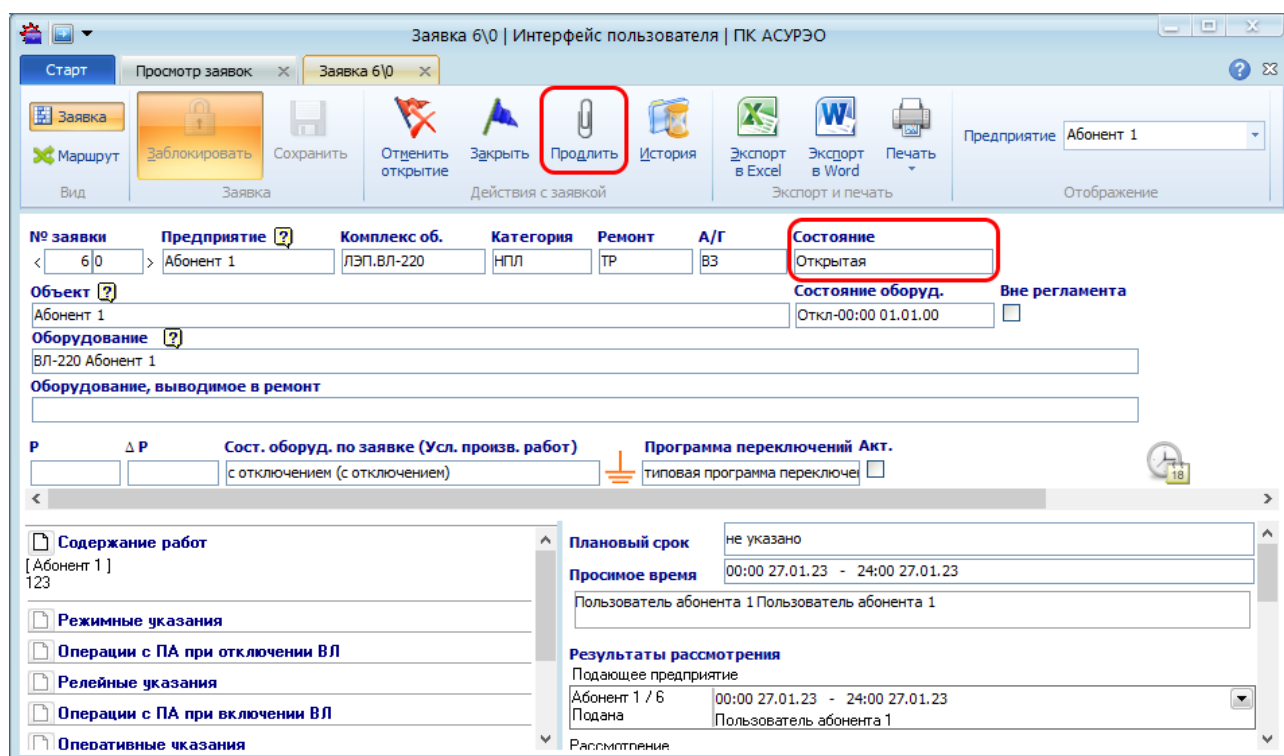 Заявка 6\0 | Интерфейс пользователя | ПК АСУРЭО
Старт Просмотр заявок Заявка 6\0
Заявка
Маршрут
Вид
Заблокировать Сохранить
Заявка
Отменить открытие Закрыть Продлить История
Действия с заявкой
Экспорт в Excel Экспорт в Word Печать
Экспорт и печать
Предприятие Абонент 1
Отображение
№ заявки Предприятие ? Комплекс об. Категория Ремонт А/Г Состояние
< 6 0 > Абонент 1 ЛЭП.ВЛ-220 НПЛ ТР ВЗ Открытая
Объект ? Состояние оборуд. Вне регламента
Абонент 1 Откл-00:00 01.01.00
Оборудование ?
ВЛ-220 Абонент 1
Оборудование, выводимое в ремонт
Р Δ Р Сост. оборуд. по заявке (Усл. произв. работ) Программа переключений Акт.
с отключением (с отключением) типовая программа переключе
18
Содержание работ
[ Абонент 1 ]
123
Режимные указания
Операции с ПА при отключении ВЛ
Релейные указания
Операции с ПА при включении ВЛ
Оперативные указания
Плановый срок не указано
Просимое время 00:00 27.01.23 - 24:00 27.01.23
Пользователь абонента 1 Пользователь абонента 1
Результаты рассмотрения
Подающее предприятие
Абонент 1 / 6 00:00 27.01.23 - 24:00 27.01.23
Подана Пользователь абонента 1
Рассмотрение